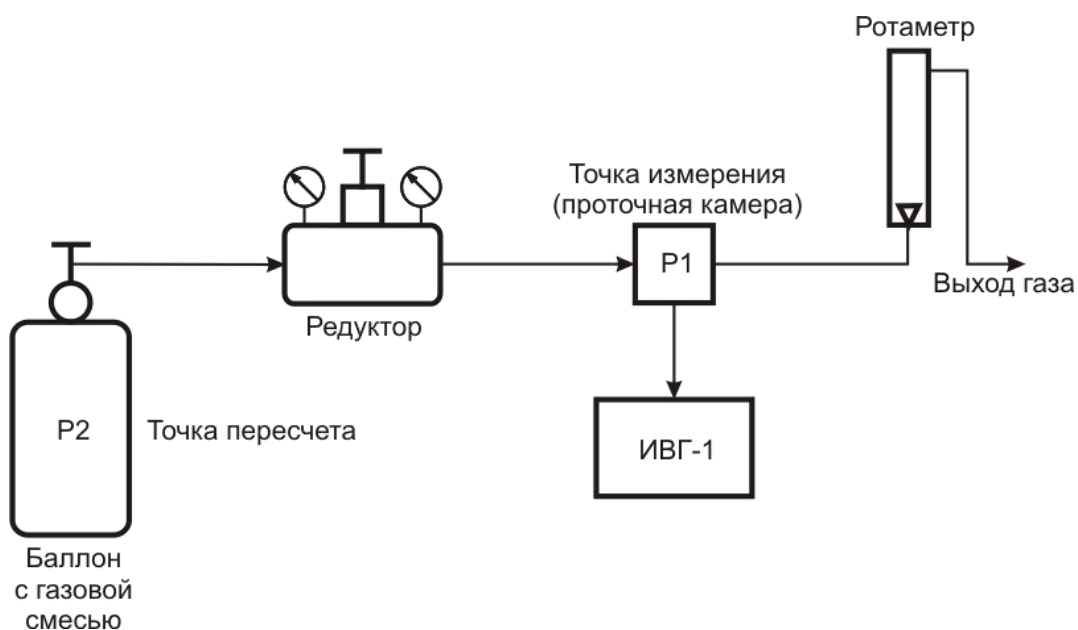 Ротаметр
Точка измерения
(проточная камера)
P1
Выход газа
Редуктор
P2
Точка пересчета
ИВГ-1
Баллон
с газовой
смесью